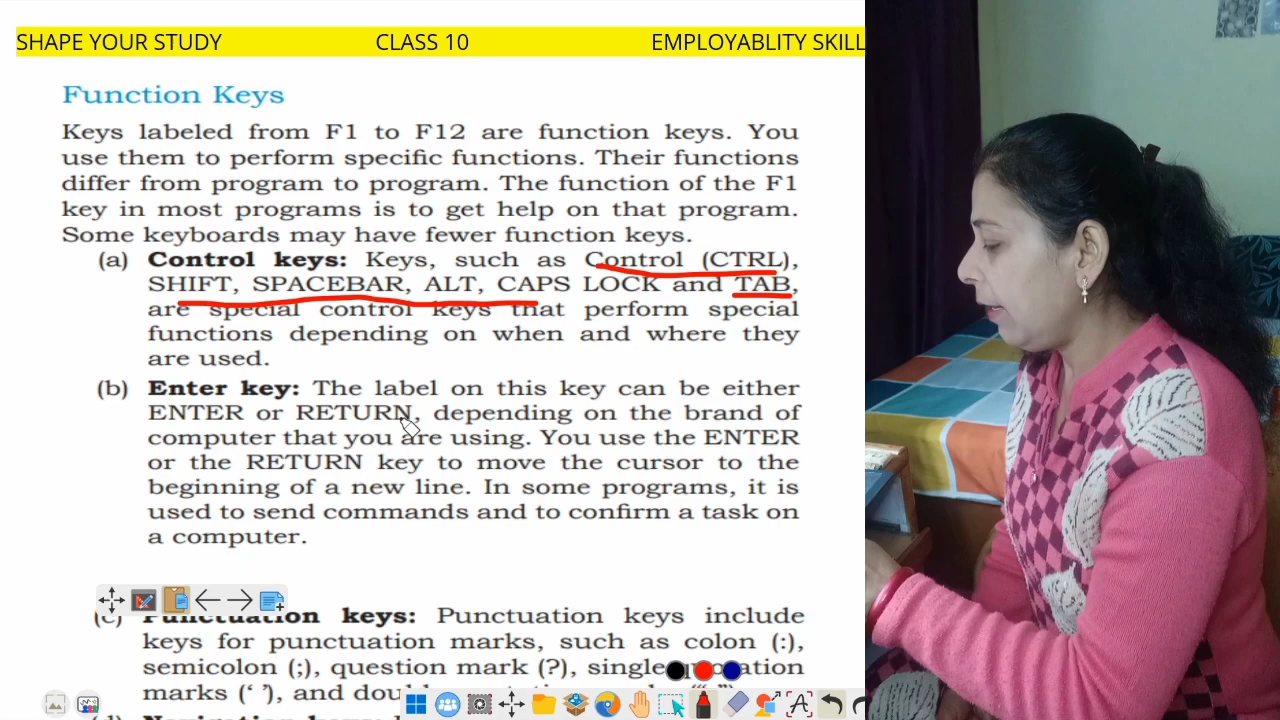 SHAPE YOUR STUDY CLASS 10 EMPLOYABLITY SKILL
Function Keys
Keys labeled from F1 to F12 are function keys. You
use them to perform specific functions. Their functions
differ from program to program. The function of the F1
key in most programs is to get help on that program.
Some keyboards may have fewer function keys.
(a) Control keys: Keys, such as Control (CTRL),
SHIFT, SPACEBAR, ALT, CAPS LOCK and TAB,
are special control keys that perform special
functions depending on when and where they
are used.
(b) Enter key: The label on this key can be either
ENTER or RETURN, depending on the brand of
computer that you are using. You use the ENTER
or the RETURN key to move the cursor to the
beginning of a new line. In some programs, it is
used to send commands and to confirm a task on
a computer.
(c) Punctuation keys: Punctuation keys include
keys for punctuation marks, such as colon (:),
semicolon (;), question mark (?), single quotation
marks (‘ ’), and double